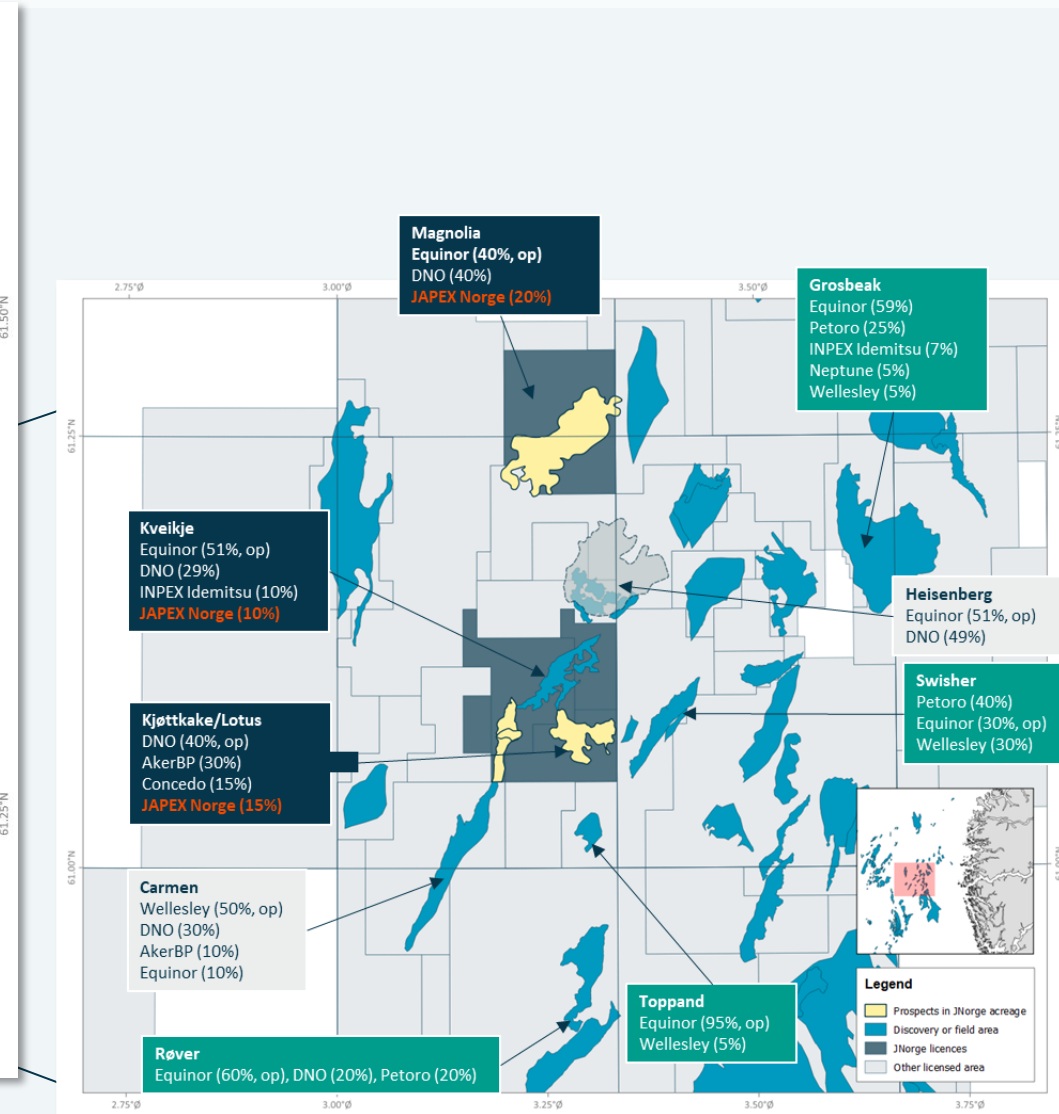 Magnolia
Equinor (40%, op)
DNO (40%)
JAPEX Norge (20%)
Grosbeak
Equinor (59%)
Petoro (25%)
INPEX Idemitsu (7%)
Neptune (5%)
Wellesley (5%)
2.75°Ø
3.00°Ø
3.50°Ø
61.50°N
61.25°N
61.25°N
Kveikje
Equinor (51%, op)
DNO (29%)
INPEX Idemitsu (10%)
JAPEX Norge (10%)
Heisenberg
Equinor (51%, op)
DNO (49%)
Swisher
Petoro (40%)
Equinor (30%, op)
Wellesley (30%)
Kjøttkake/Lotus
DNO (40%, op)
AkerBP (30%)
Concedo (15%)
JAPEX Norge (15%)
61.25°N
61.00°N
61.00°N
Carmen
Wellesley (50%, op)
DNO (30%)
AkerBP (10%)
Equinor (10%)
Toppand
Equinor (95%, op)
Wellesley (5%)
Røver
Equinor (60%, op), DNO (20%), Petoro (20%)
Legend
Prospects in JNorge acreage
Discovery or field area
JNorge licences
Other licensed area
2.75°Ø
3.00°Ø
3.25°Ø
3.50°Ø
3.75°Ø